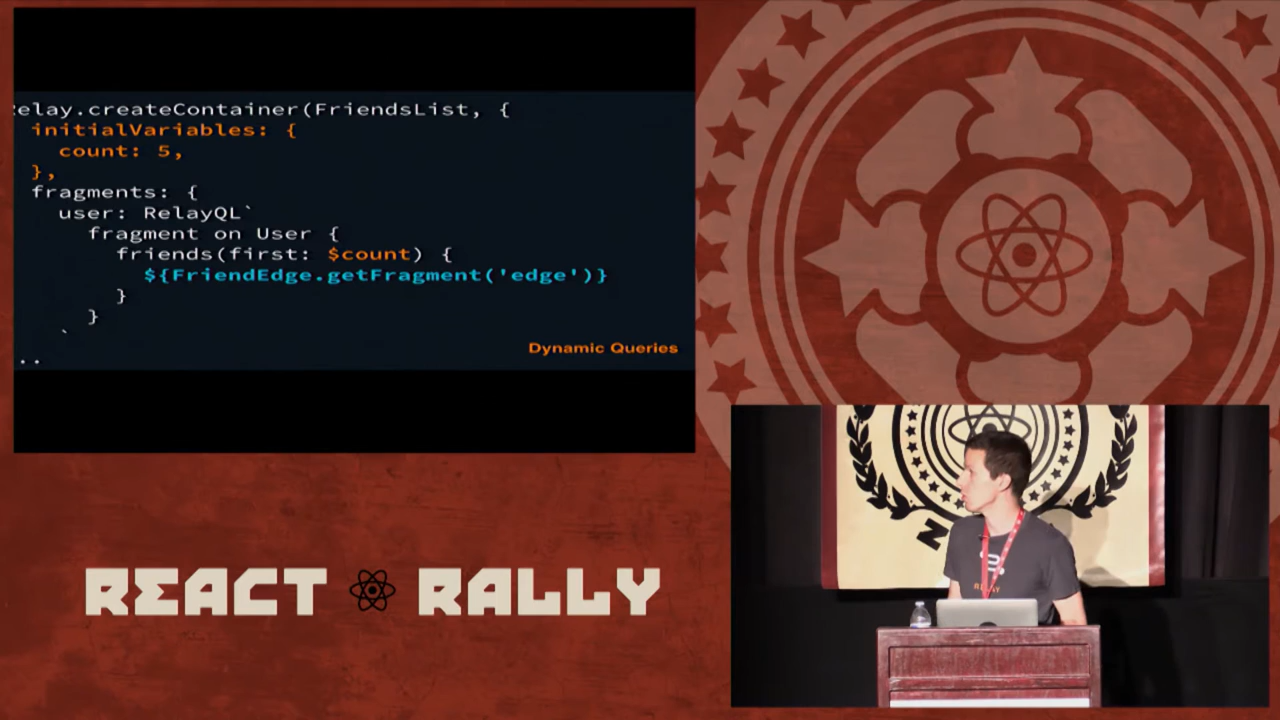 elay.createContainer(FriendsList, {
initialVariables: {
count: 5,
},
fragments: {
user: RelayQL`
fragment on User {
friends(first: $count) {
${FriendEdge.getFragment('edge')}
}
}
`
..
Dynamic Queries
REACT RALLY
RELAY